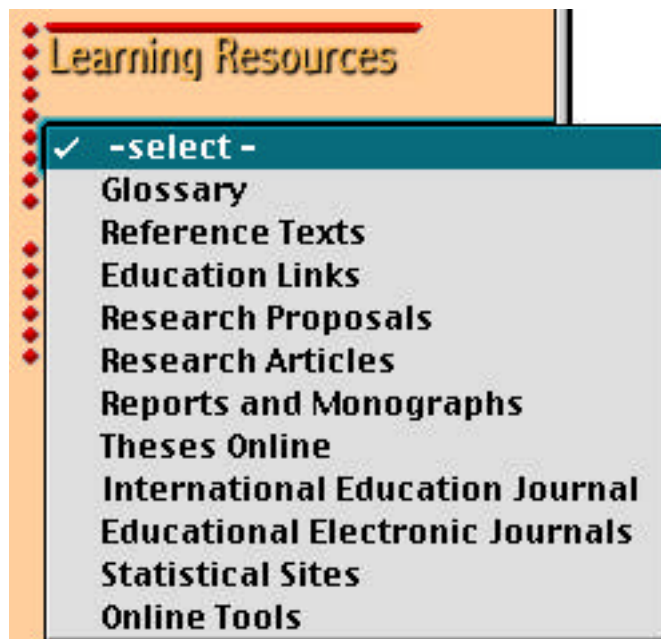 Learning Resources
-select -
Glossary
Reference Texts
Education Links
Research Proposals
Research Articles
Reports and Monographs
Theses Online
International Education Journal
Educational Electronic Journals
Statistical Sites
Online Tools